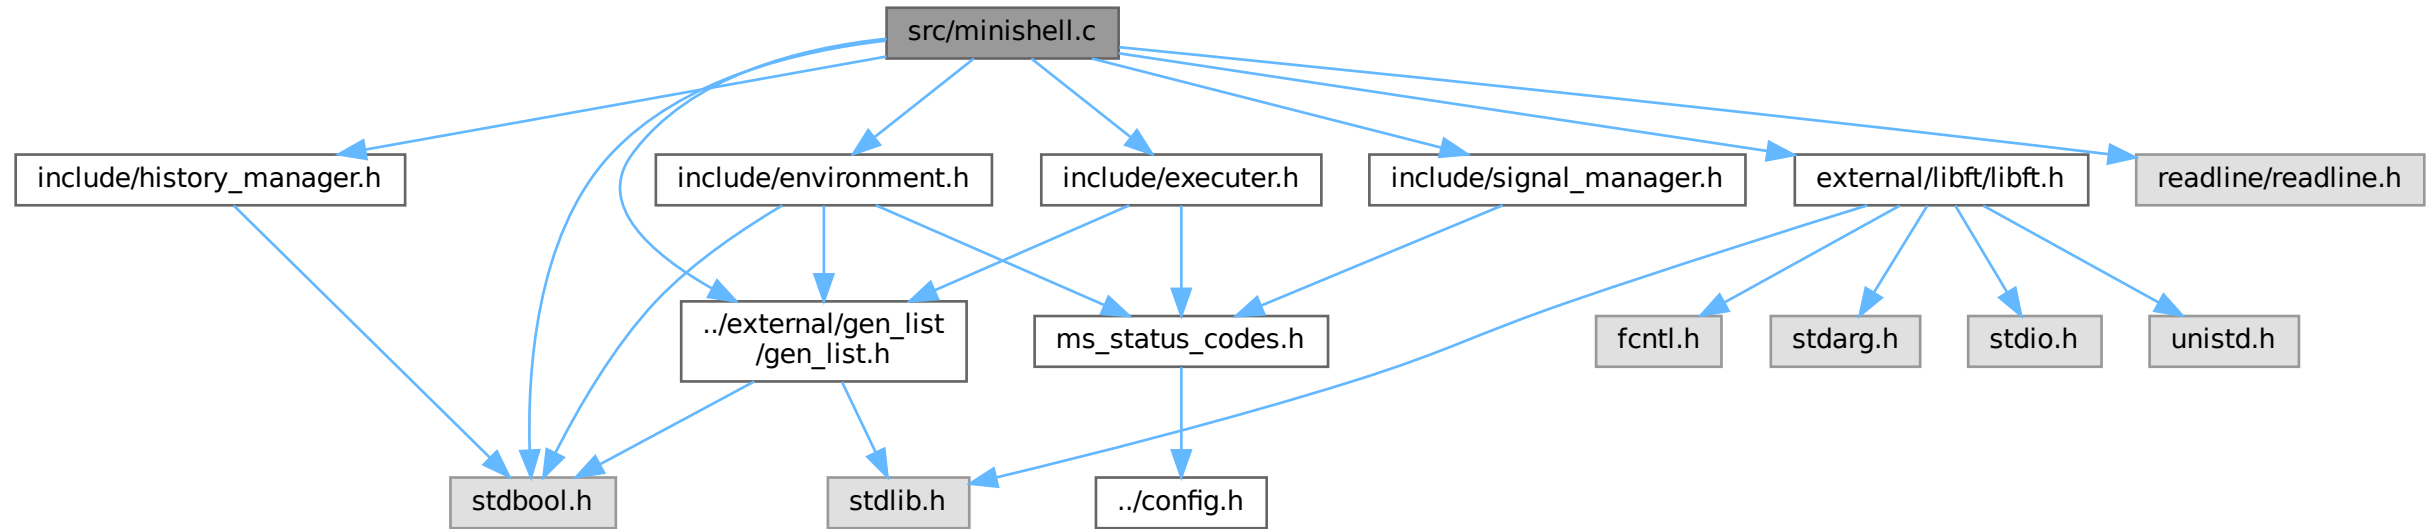 src/minishell.c
include/history_manager.h
include/environment.h
include/executer.h
include/signal_manager.h
external/libft/libft.h
readline/readline.h
../external/gen_list
/gen_list.h
ms_status_codes.h
fcntl.h
stdarg.h
stdio.h
unistd.h
stdbool.h
stdlib.h
../config.h